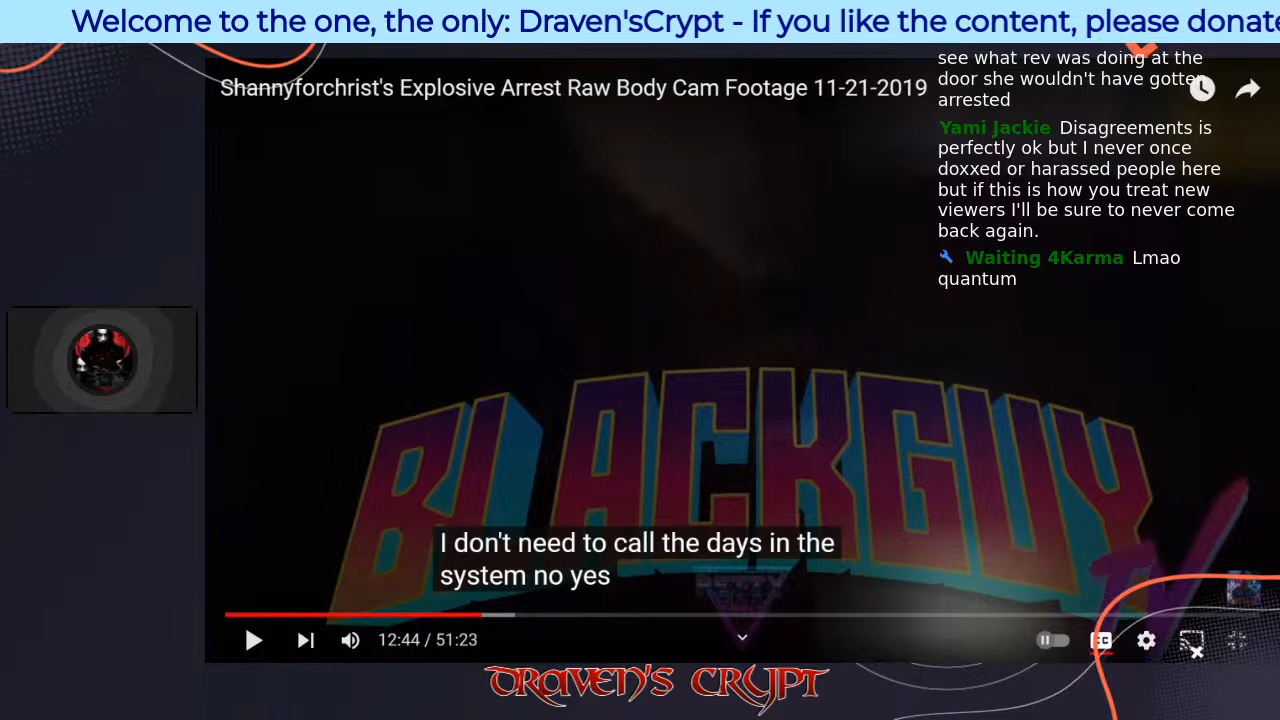 Welcome to the one, the only: Draven'sCrypt - If you like the content, please donate
see what rev was doing at the
door she wouldn't have gotten
arrested
Shannyforchrist's Explosive Arrest Raw Body Cam Footage 11-21-2019
Yami Jackie Disagreements is
perfectly ok but I never once
doxxed or harassed people here
but if this is how you treat new
viewers I'll be sure to never come
back again.
Waiting 4Karma Lmao
quantum
BLACKGUY
TV
I don't need to call the days in the
system no yes
12:44 / 51:23
CC
DRAVEN'S CRYPT